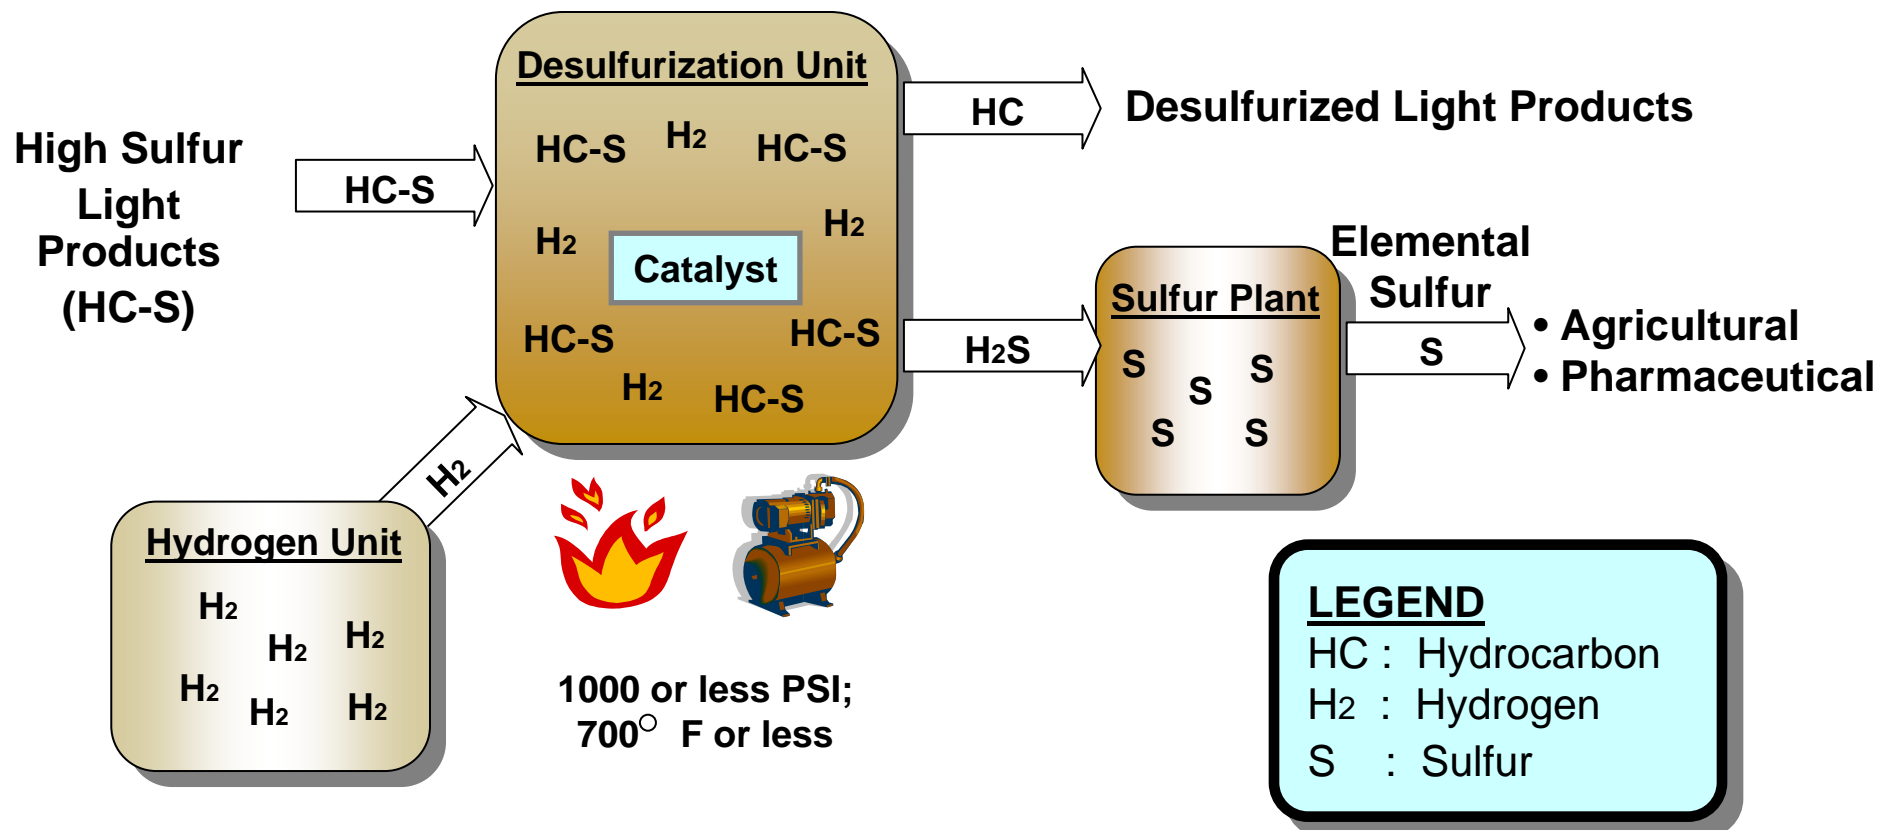 Desulfurization Unit
HC-S H2 HC-S
H2 H2
Catalyst
HC-S HC-S
H2 HC-S
High Sulfur
Light
Products
(HC-S)
HC-S
HC
Desulfurized Light Products
H2S
Sulfur Plant
S S
S
S S
Elemental
Sulfur
S
• Agricultural
• Pharmaceutical
H2
Hydrogen Unit
H2
H2 H2
H2
H2 H2
1000 or less PSI;
700○ F or less
LEGEND
HC : Hydrocarbon
H2 : Hydrogen
S : Sulfur